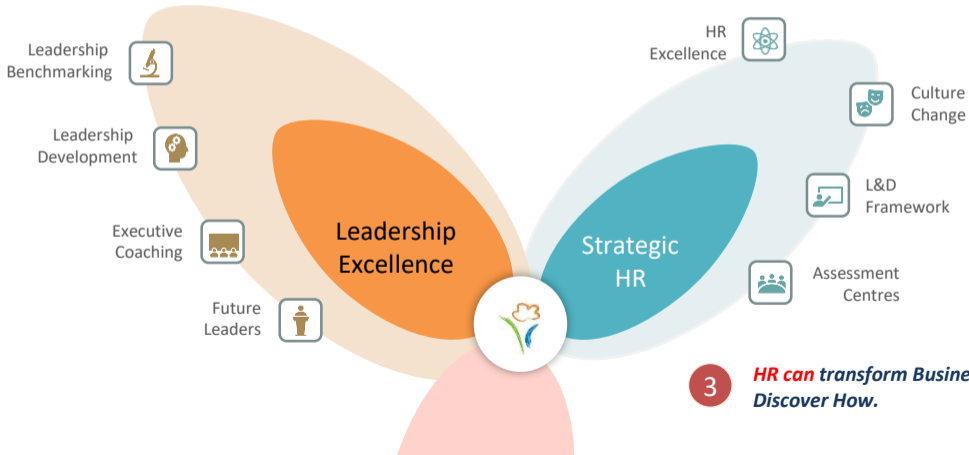 Leadership
Benchmarking
Leadership
Development
Executive
Coaching
Future
Leaders
Leadership
Excellence
HR
Excellence
Culture
Change
L&D
Framework
Assessment
Centres
Strategic
HR
3
HR can transform Busine
Discover How.